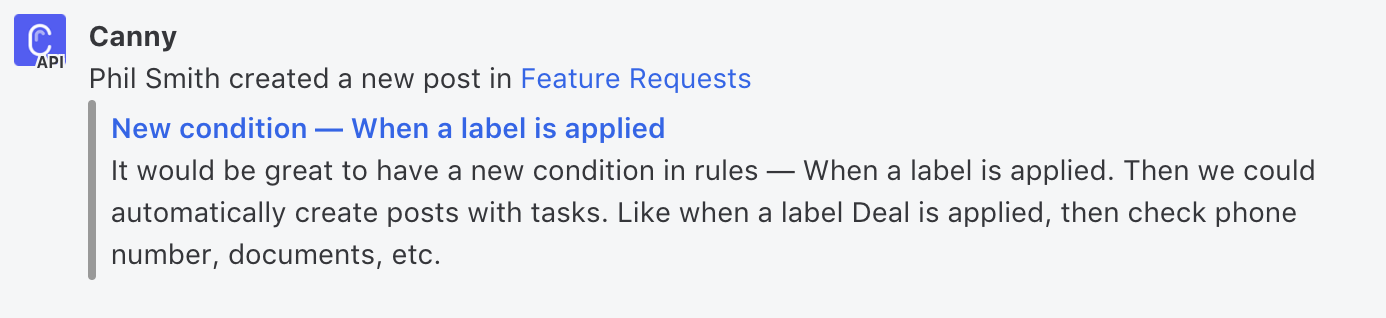 Canny
API
Phil Smith created a new post in Feature Requests
New condition — When a label is applied
It would be great to have a new condition in rules — When a label is applied. Then we could
automatically create posts with tasks. Like when a label Deal is applied, then check phone
number, documents, etc.